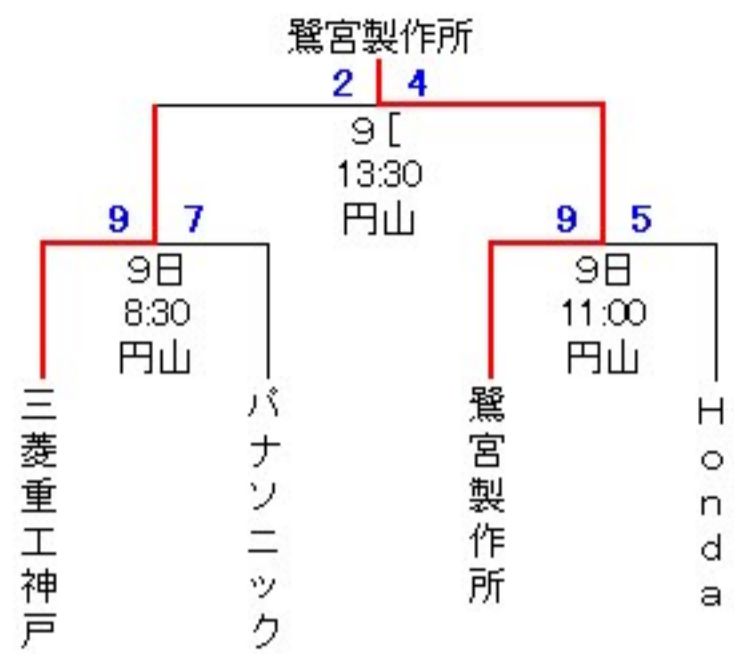 鷺宮製作所
2 4
9[
13:30
円山
9 7
9日
8:30
円山
9 5
9日
11:00
円山
三菱重工神戸
パナソニック
鷺宮製作所
Honda